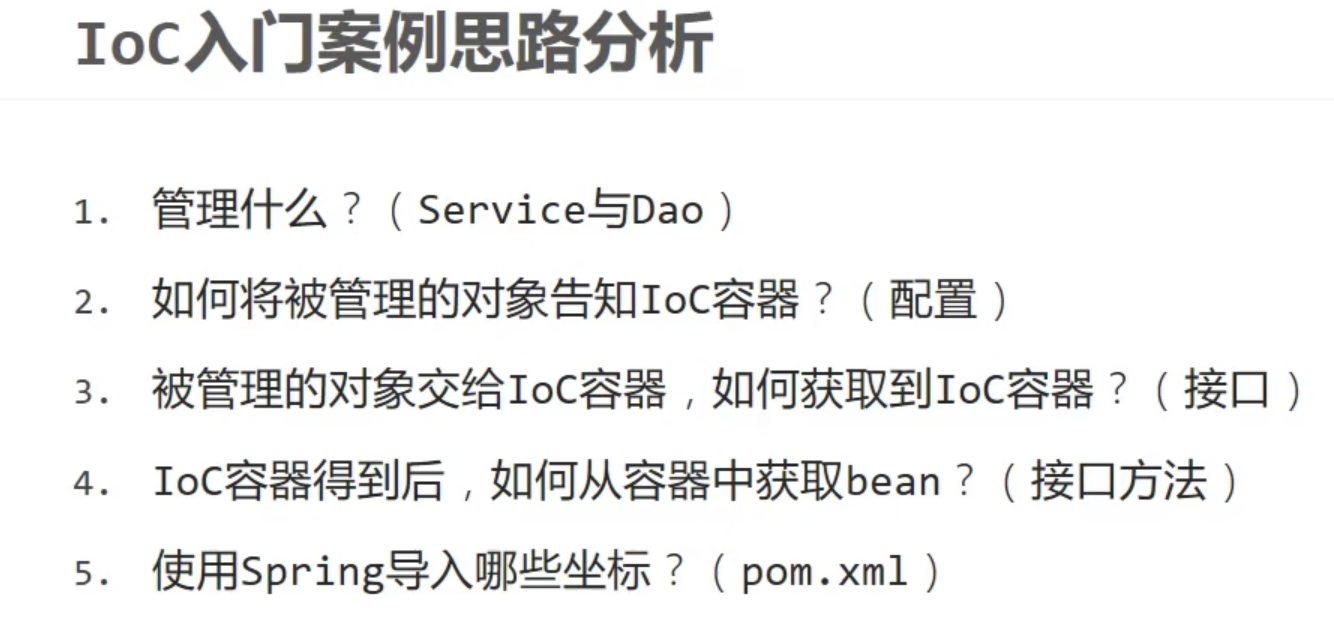 IoC入门案例思路分析
1. 管理什么？（Service与Dao）
2. 如何将被管理的对象告知IoC容器？（配置）
3. 被管理的对象交给IoC容器，如何获取到IoC容器？（接口）
4. IoC容器得到后，如何从容器中获取bean？（接口方法）
5. 使用Spring导入哪些坐标？（pom.xml）